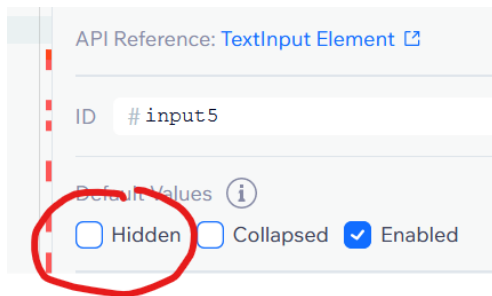 API Reference: TextInput Element
ID # input5
Default Values i
Hidden Collapsed Enabled